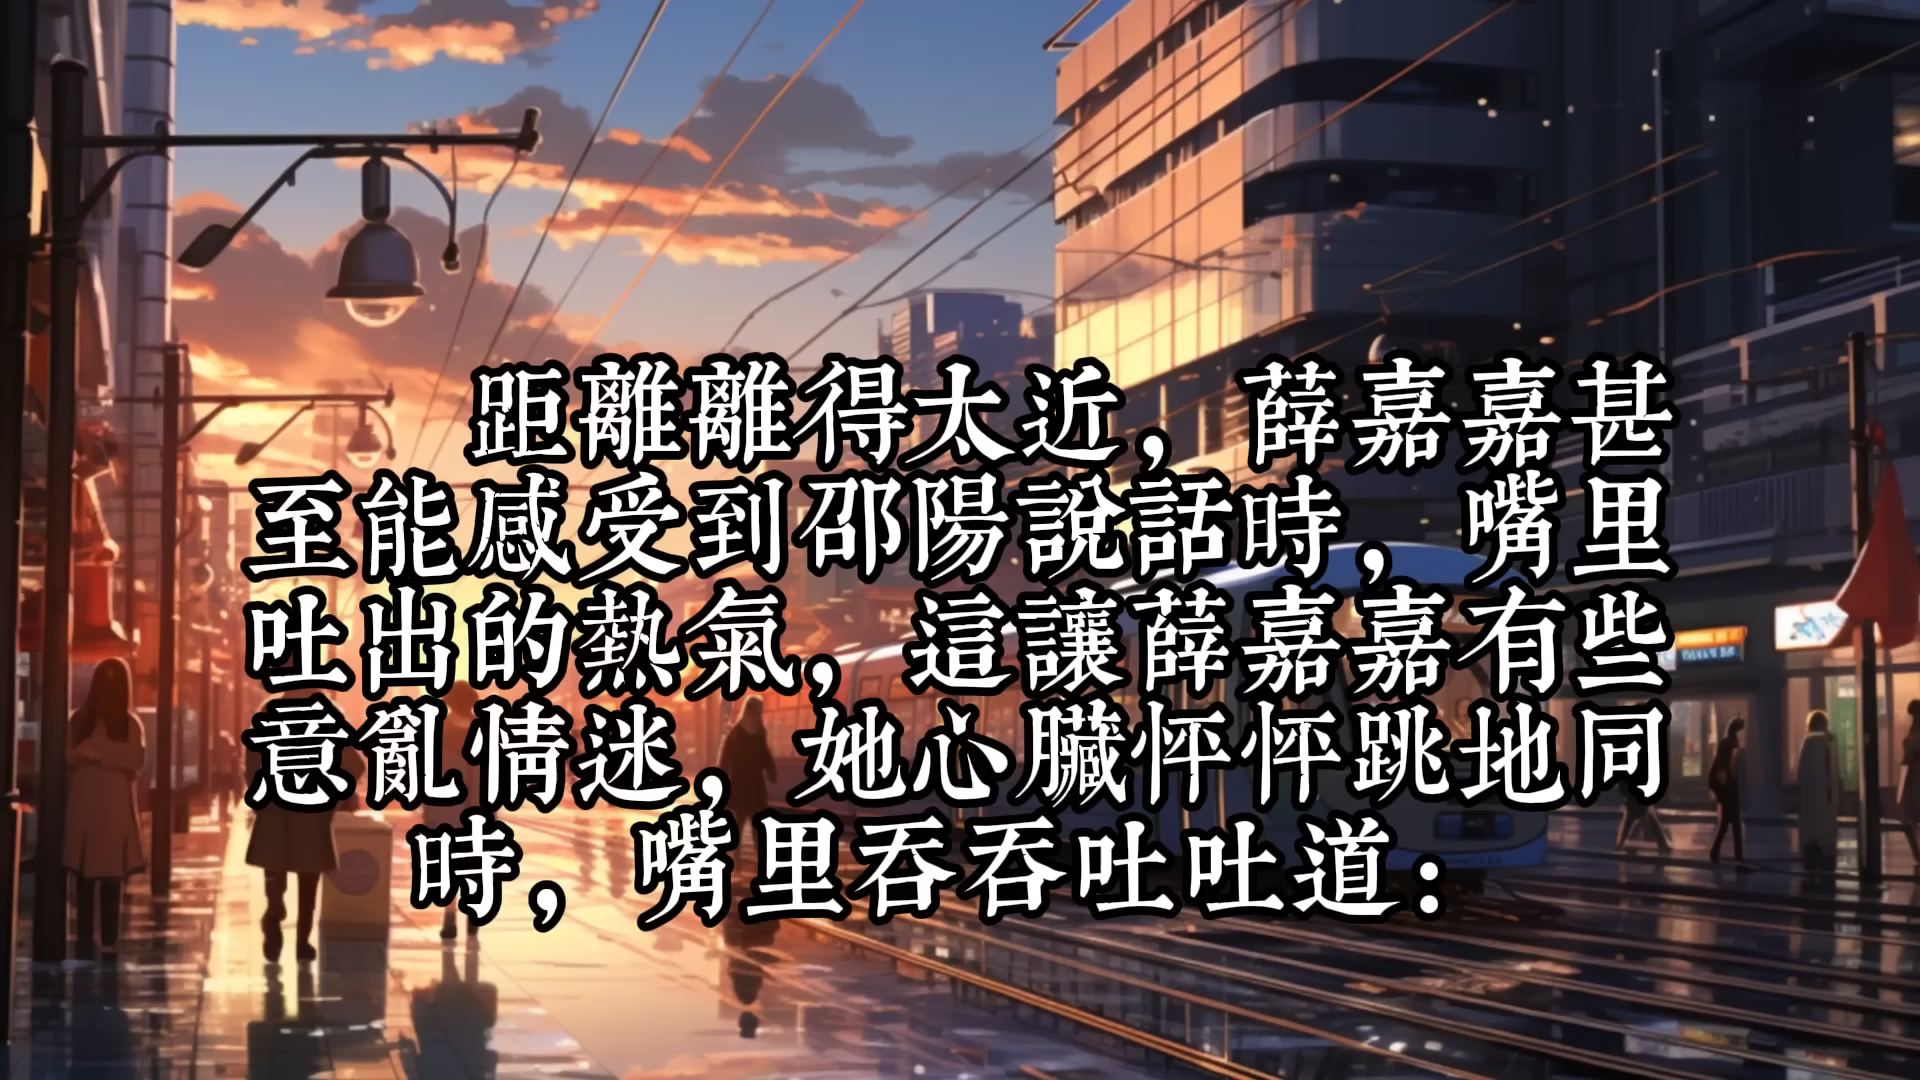 距離離得太近，薛嘉嘉甚
至能感受到邵陽說話時，嘴里
吐出的熱氣，這讓薛嘉嘉有些
意亂情迷，她心臟怦怦跳地同
時，嘴里吞吞吐吐道：